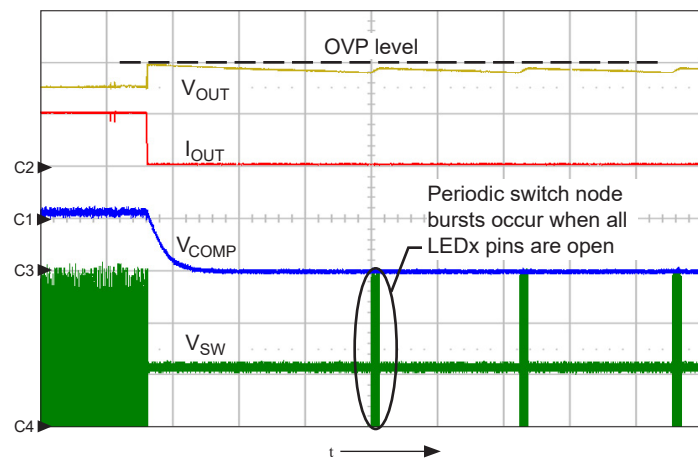 OVP level
VOUT
IOUT
C2
C1
Periodic switch node
bursts occur when all
LEDx pins are open
VCOMP
C3
VSW
C4
t